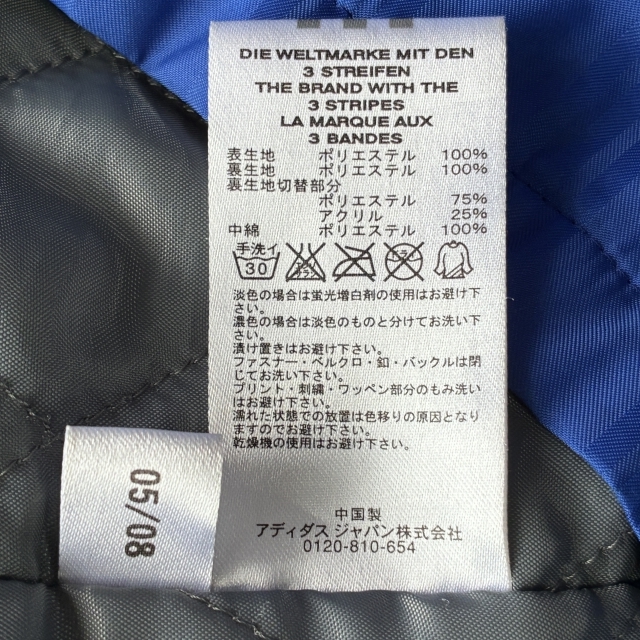 DIE WELTMARKE MIT DEN
3 STREIFEN
THE BRAND WITH THE
3 STRIPES
LA MARQUE AUX
3 BANDES
表生地 ポリエステル 100%
裏生地 ポリエステル 100%
裏生地切替部分
ポリエステル 75%
アクリル 25%
中綿 ポリエステル 100%
手洗イ
30
淡色の場合は蛍光増白剤の使用はお避け下
さい。
濃色の場合は淡色のものと分けてお洗い下
さい。
漬け置きはお避け下さい。
ファスナー・ベルクロ・釦・バックルは閉
じてお洗い下さい。
プリント・刺繍・ワッペン部分のもみ洗い
はお避け下さい。
濡れた状態での放置は色移りの原因となり
ますのでお避け下さい。
乾燥機の使用はお避け下さい。
中国製
アディダス ジャパン株式会社
0120-810-654
05/08